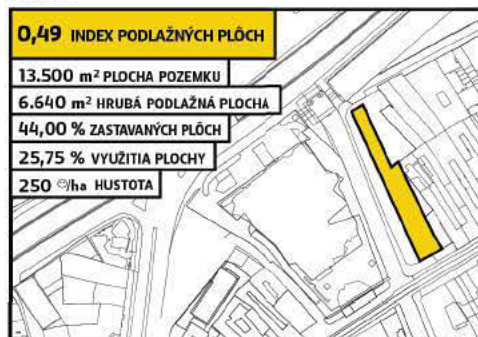 0,49 INDEX PODLAŽNÝCH PLÔCH
13.500 m² PLOCHA POZEMKU
6.640 m² HRUBÁ PODLAŽNÁ PLOCHA
44,00 % ZASTAVANÝCH PLÔCH
25,75 % VYUŽITIA PLOCHY
250 /ha HUSTOTA